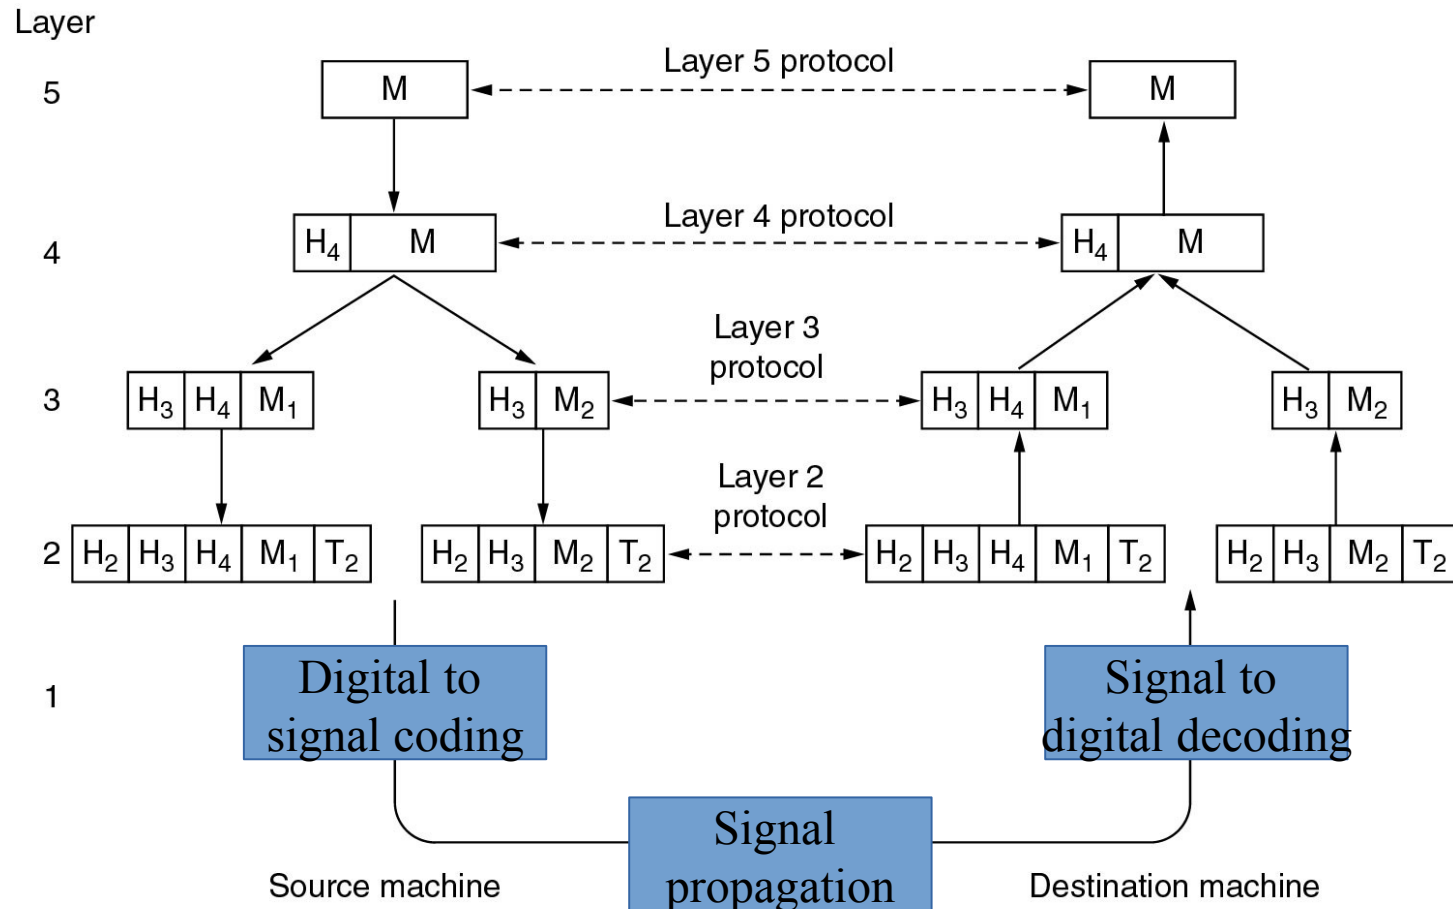 Layer
5
M
Layer 5 protocol
M
4
H4 M
Layer 4 protocol
H4 M
3
H3 H4 M1
H3 M2
Layer 3
protocol
H3 H4 M1
H3 M2
2
H2 H3 H4 M1 T2
H2 H3 M2 T2
Layer 2
protocol
H2 H3 H4 M1 T2
H2 H3 M2 T2
1
Digital to
signal coding
Signal to
digital decoding
Signal
propagation
Source machine
Destination machine